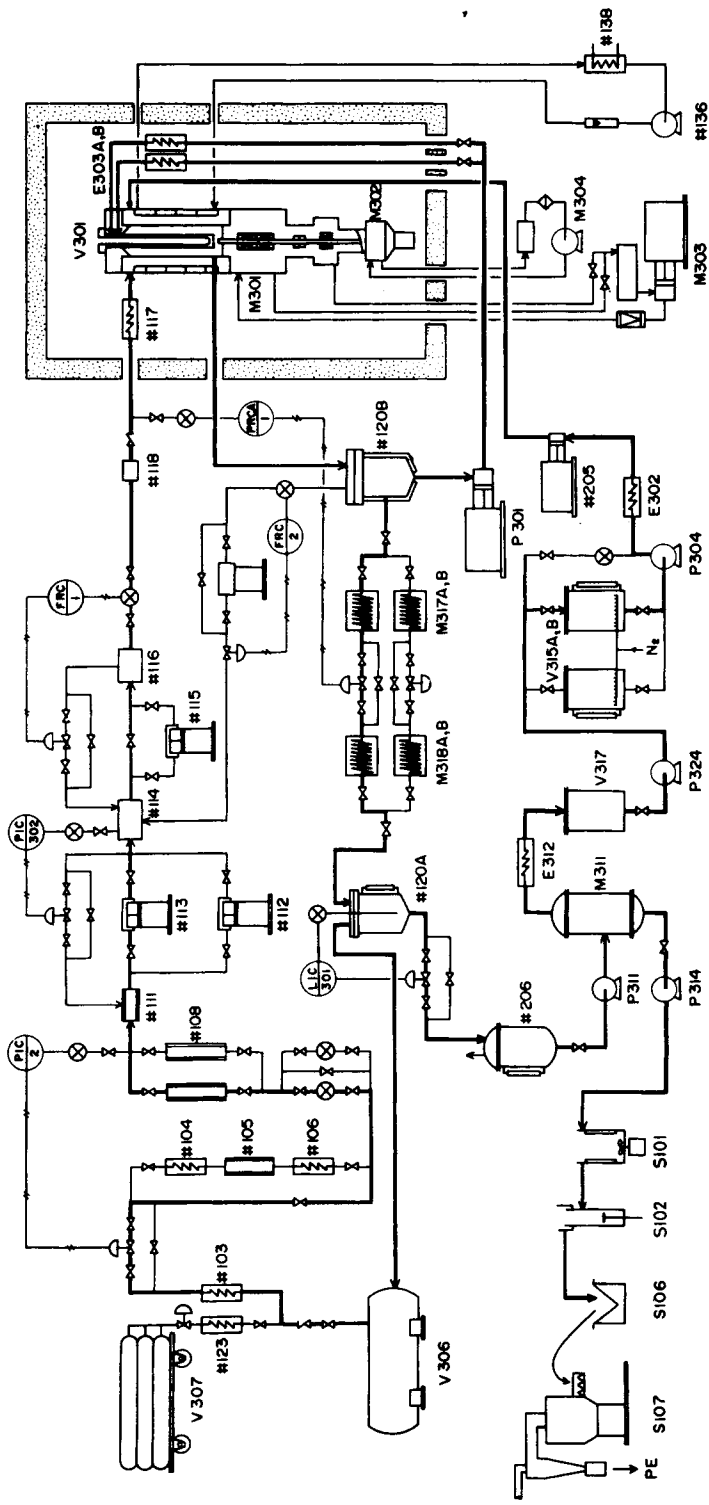 #138
#136
E303A,B
V301
M302
M304
M303
M301
#117
#118
PRCA
1
#120B
FRC
2
P301
#205
E302
FRC
1
#116
#115
M317A,B
V315A,B
N₂
P304
#114
PIC
302
M318A,B
P324
V317
#113
#112
E312
#120A
M311
#111
LIC
301
P311
P314
#206
#108
PIC
2
#104
#105
#106
S101
S102
#103
#123
S106
V307
V306
S107
PE